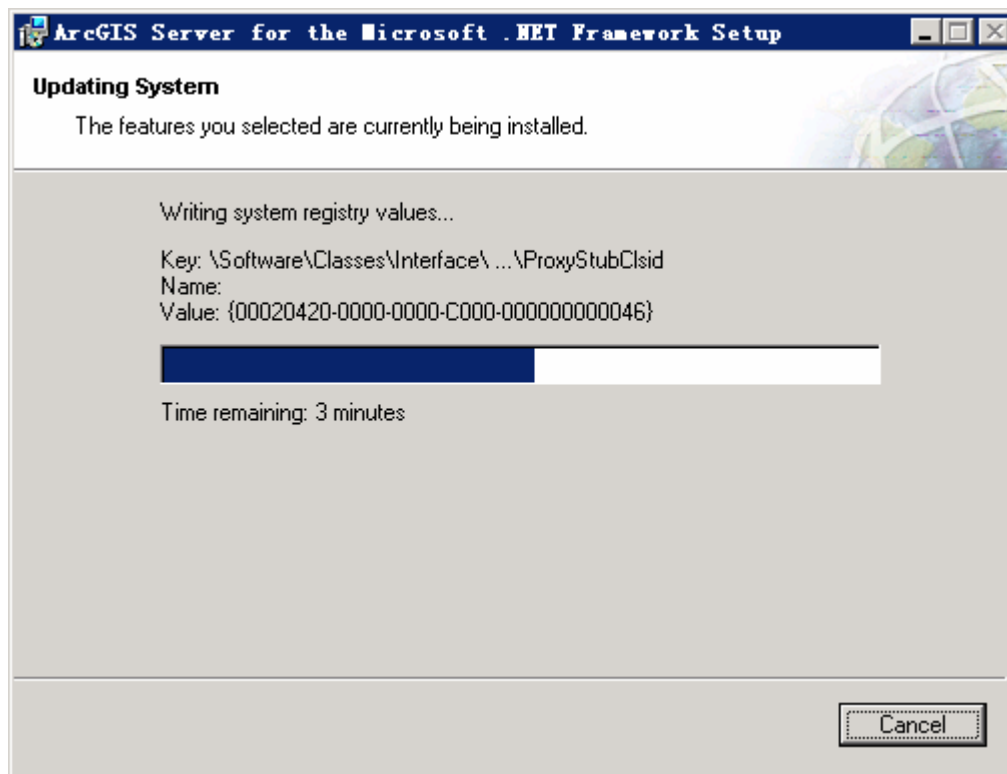 ArcGIS Server for the Microsoft .NET Framework Setup
Updating System
The features you selected are currently being installed.
Writing system registry values...
Key: \Software\Classes\Interface\ ...\ProxyStubClsid
Name:
Value: {00020420-0000-0000-C000-000000000046}
Time remaining: 3 minutes
Cancel